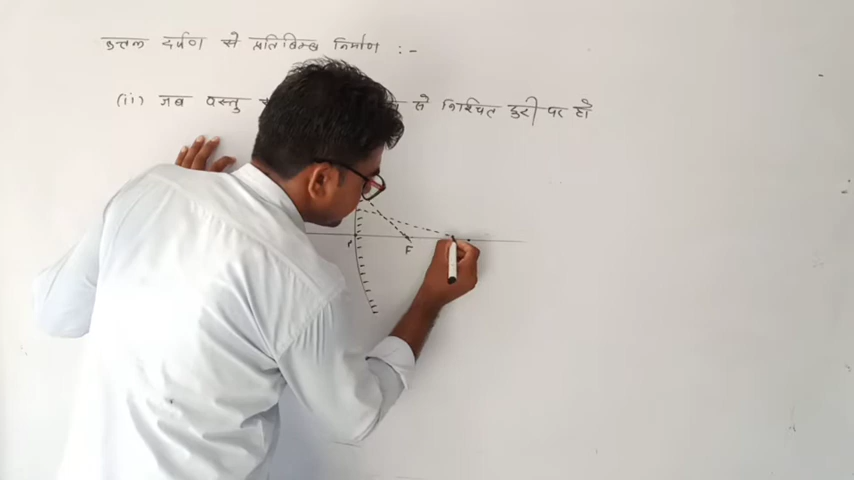 उत्तल दर्पण से प्रतिबिम्ब निर्माण :-
(ii) जब वस्तु से निश्चित दुरी पर हो
P F